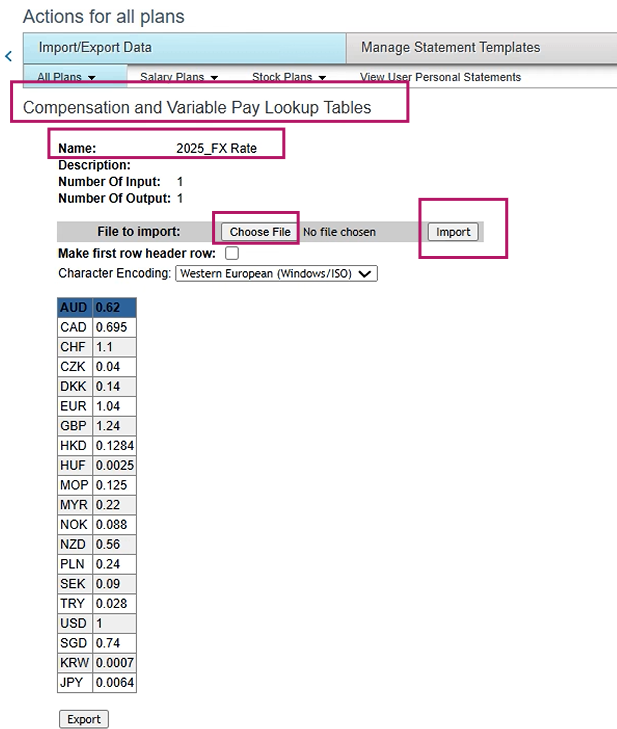 Actions for all plans
Import/Export Data Manage Statement Templates
All Plans Salary Plans Stock Plans View User Personal Statements
Compensation and Variable Pay Lookup Tables
Name: 2025_FX Rate
Description:
Number Of Input: 1
Number Of Output: 1
File to import: Choose File No file chosen Import
Make first row header row:
Character Encoding: Western European (Windows/ISO)
AUD 0.62
CAD 0.695
CHF 1.1
CZK 0.04
DKK 0.14
EUR 1.04
GBP 1.24
HKD 0.1284
HUF 0.0025
MOP 0.125
MYR 0.22
NOK 0.088
NZD 0.56
PLN 0.24
SEK 0.09
TRY 0.028
USD 1
SGD 0.74
KRW 0.0007
JPY 0.0064
Export